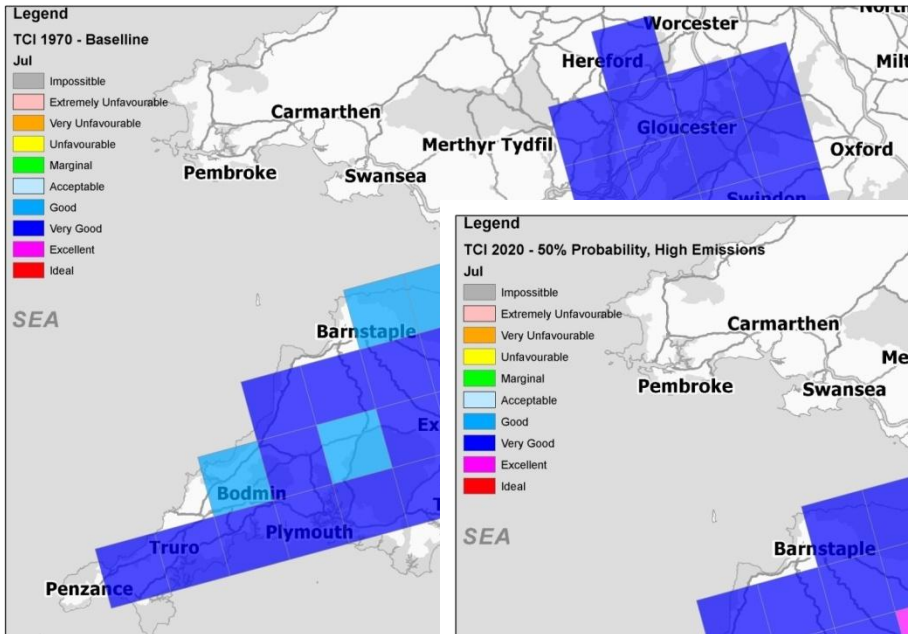 Legend
TCI 1970 - Baseline
Jul
Impossitble
Extremely Unfavourable
Very Unfavourable
Unfavourable
Marginal
Acceptable
Good
Very Good
Excellent
Ideal
SEA
Worcester
Hereford
Carmarthen
Gloucester
Merthyr Tydfil
Oxford
Pembroke
Swansea
Swindon
Barnstaple
Bodmin
Plymouth
Truro
Penzance
Legend
TCI 2020 - 50% Probability, High Emissions
Jul
Impossitble
Extremely Unfavourable
Very Unfavourable
Unfavourable
Marginal
Acceptable
Good
Very Good
Excellent
Ideal
SEA
Carmarthen
Pembroke
Swansea
Barnstaple